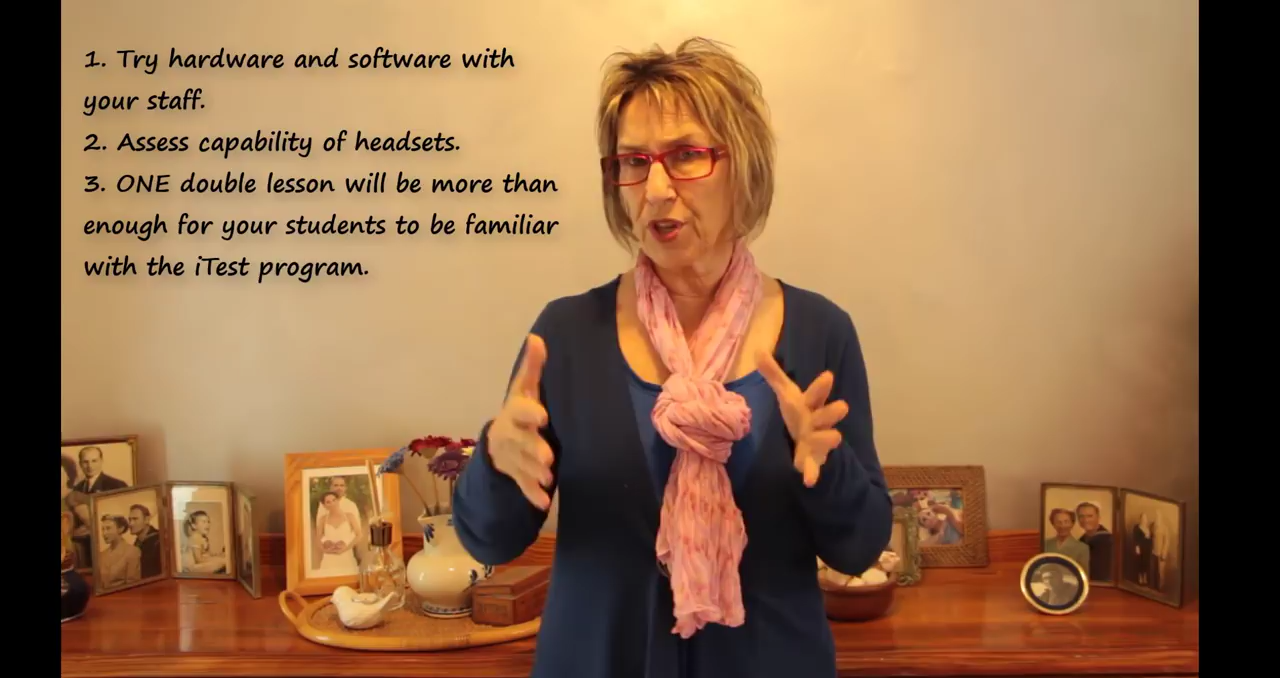 1. Try hardware and software with
your staff.
2. Assess capability of headsets.
3. ONE double lesson will be more than
enough for your students to be familiar
with the iTest program.